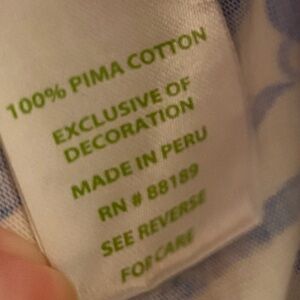 100% PIMA COTTON
EXCLUSIVE OF
DECORATION
MADE IN PERU
RN # 88189
SEE REVERSE
FOR CARE